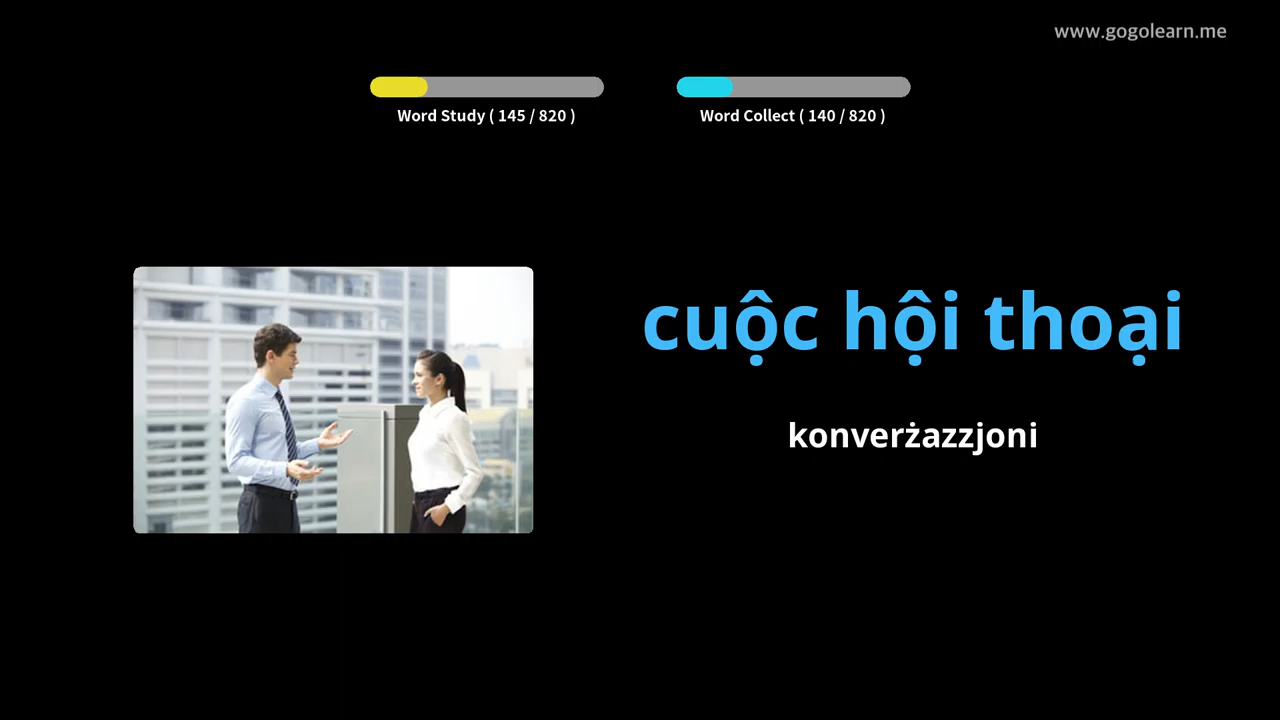 www.gogolearn.me
Word Study ( 145 / 820 )
Word Collect ( 140 / 820 )
cuộc hội thoại
konverżazzjoni